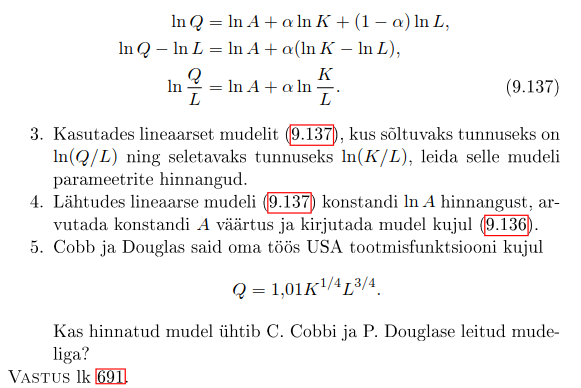 ln Q = ln A + α ln K + (1 − α) ln L,
ln Q − ln L = ln A + α(ln K − ln L),
ln Q/L = ln A + α ln K/L. (9.137)
3. Kasutades lineaarset mudelit (9.137), kus sõltuvaks tunnuseks on
ln(Q/L) ning seletavaks tunnuseks ln(K/L), leida selle mudeli
parameetrite hinnangud.
4. Lähtudes lineaarse mudeli (9.137) konstandi ln A hinnangust, ar-
vutada konstandi A väärtus ja kirjutada mudel kujul (9.136).
5. Cobb ja Douglas said oma töös USA tootmisfunktsiooni kujul
Q = 1,01K^{1/4}L^{3/4}.
Kas hinnatud mudel ühtib C. Cobbi ja P. Douglase leitud mude-
liga?
VASTUS lk 691.